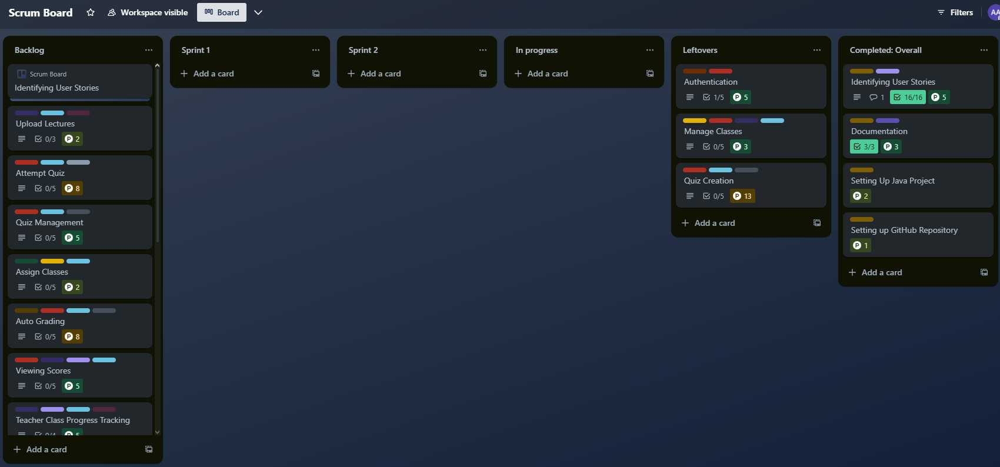 Scrum Board
Workspace visible
Board
Filters
AA
Backlog
Scrum Board
Identifying User Stories
Upload Lectures
0/3 P 2
Attempt Quiz
0/5 P 8
Quiz Management
0/5 P 5
Assign Classes
0/5 P 2
Auto Grading
0/5 P 8
Viewing Scores
0/5 P 5
Teacher Class Progress Tracking
0/4 P 5
+ Add a card
Sprint 1
+ Add a card
Sprint 2
+ Add a card
In progress
+ Add a card
Leftovers
Authentication
1/5 P 5
Manage Classes
0/5 P 3
Quiz Creation
0/5 P 13
+ Add a card
Completed: Overall
Identifying User Stories
1 16/16 P 5
Documentation
3/3 P 3
Setting Up Java Project
P 2
Setting up GitHub Repository
P 1
+ Add a card